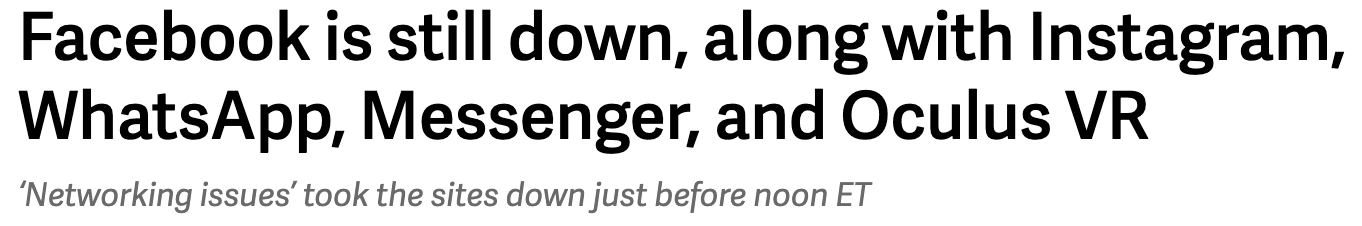 Facebook is still down, along with Instagram,
WhatsApp, Messenger, and Oculus VR
‘Networking issues’ took the sites down just before noon ET